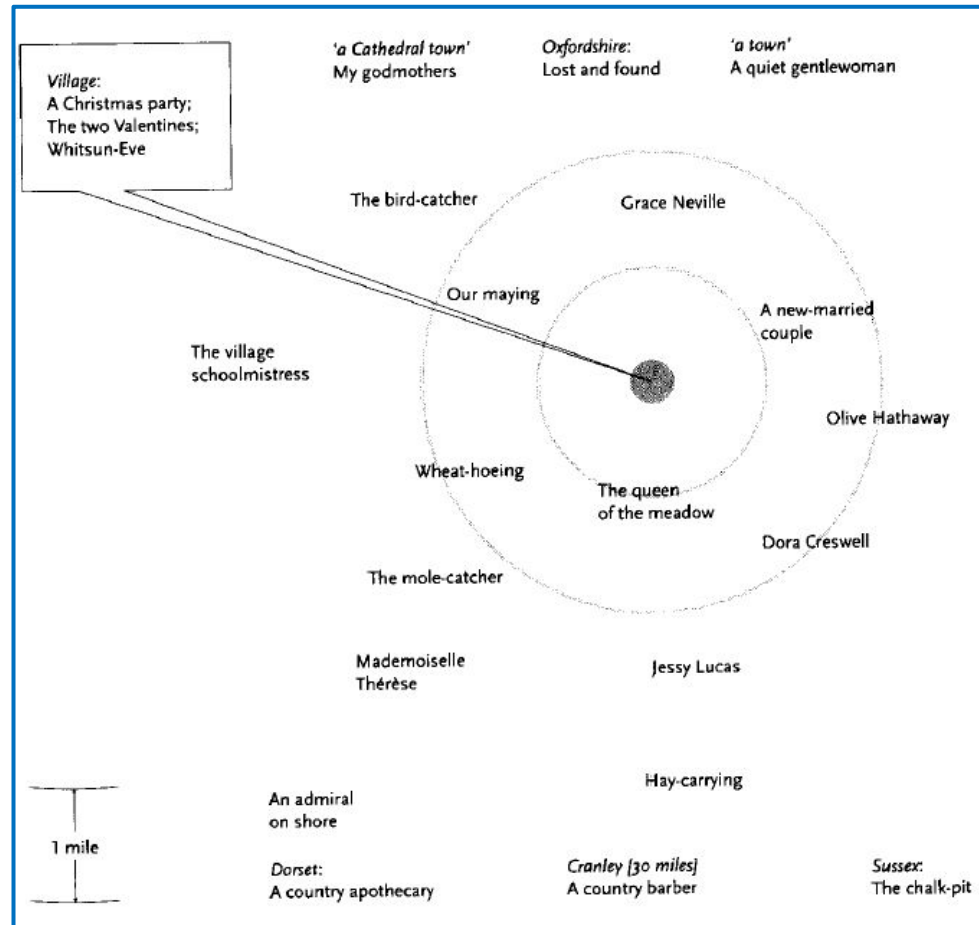 'a Cathedral town'
My godmothers
Oxfordshire:
Lost and found
'a town'
A quiet gentlewoman
Village:
A Christmas party;
The two Valentines;
Whitsun-Eve
The bird-catcher
Grace Neville
Our maying
A new-married
couple
The village
schoolmistress
Olive Hathaway
Wheat-hoeing
The queen
of the meadow
Dora Creswell
The mole-catcher
Mademoiselle
Thérèse
Jessy Lucas
Hay-carrying
An admiral
on shore
1 mile
Dorset:
A country apothecary
Cranley [30 miles]
A country barber
Sussex:
The chalk-pit